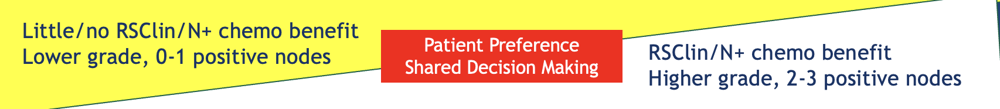 Little/no RSClin/N+ chemo benefit
Lower grade, 0-1 positive nodes
Patient Preference
Shared Decision Making
RSClin/N+ chemo benefit
Higher grade, 2-3 positive nodes